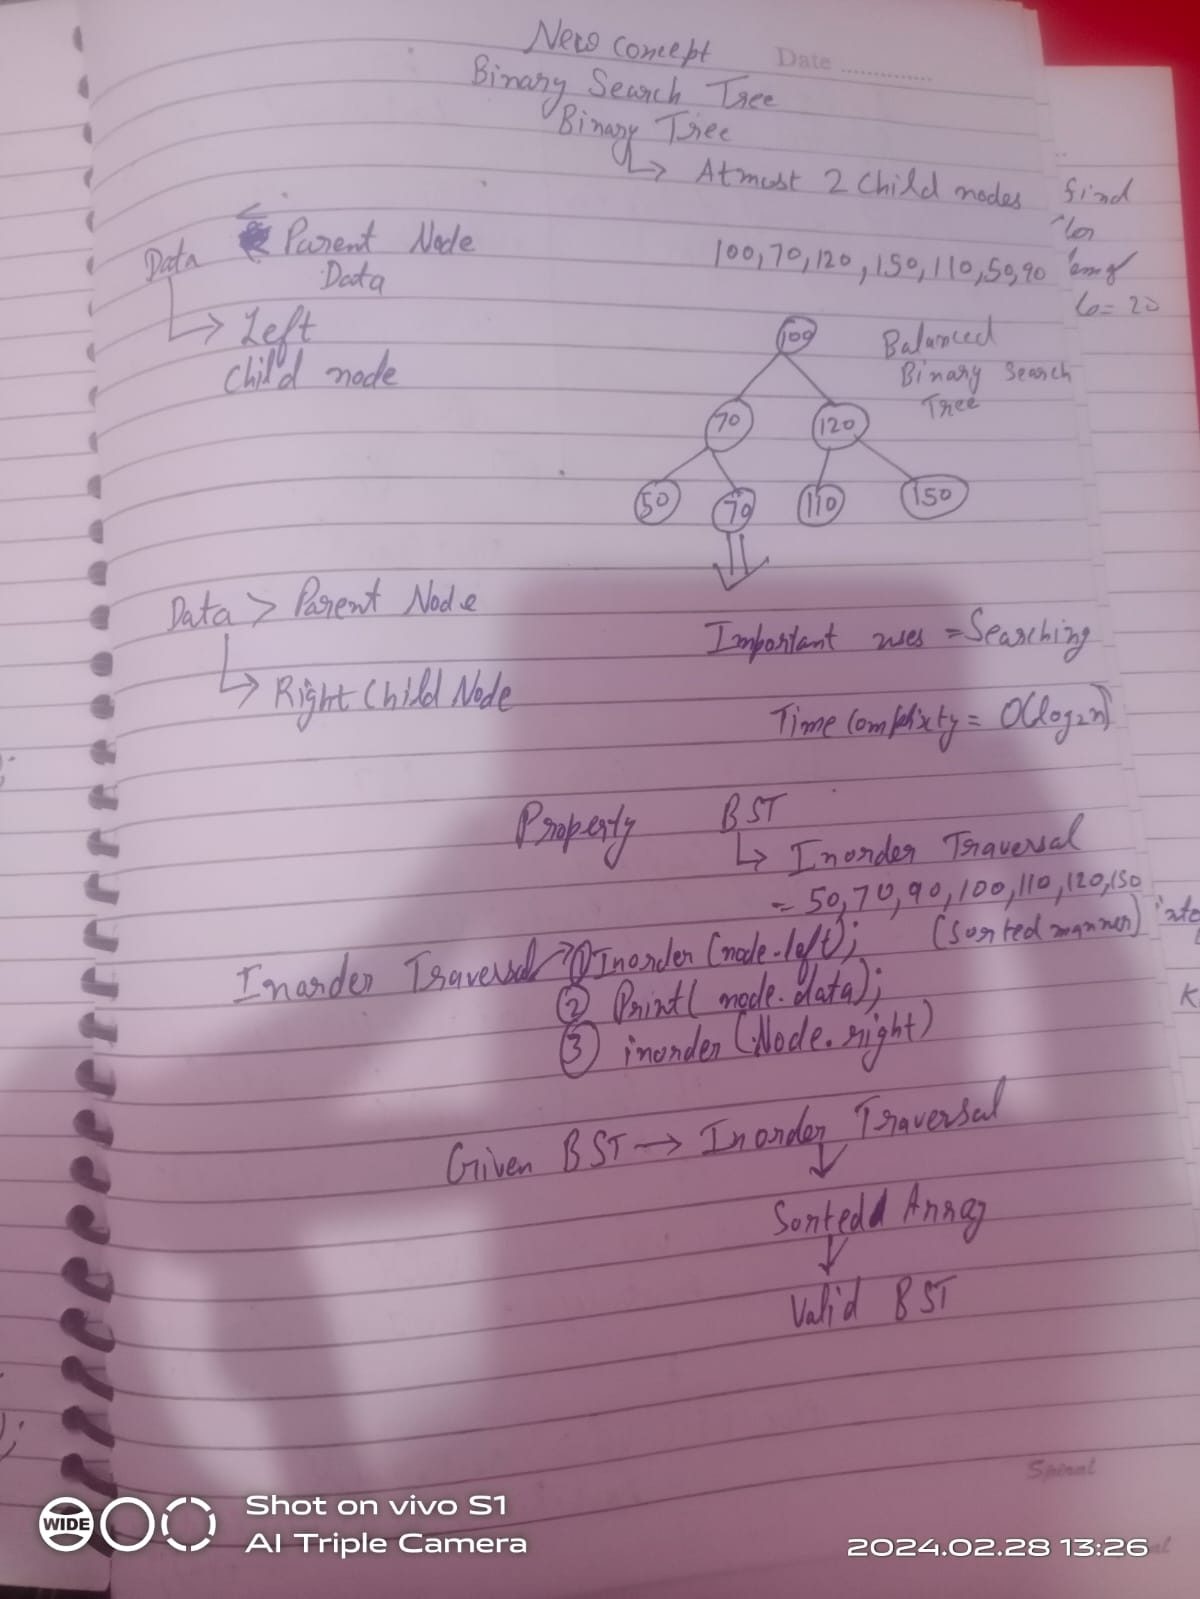 New concept
Date ..............
Binary Search Tree
Binary Tree
↳ Atmost 2 Child nodes
Data < Parent Node
Data
↳ Left
Child node
100, 70, 120, 150, 110, 50, 90
100
Balanced
Binary Search
Tree
70 120
50 70 110 150
Data > Parent Node
↳ Right Child Node
Important uses = Searching
Time Complixty = O(log₂n)
Property BST
↳ Inorder Traversal
= 50, 70, 90, 100, 110, 120, 150
(Sorted manner)
Inorder Traversal → ① Inorder (node.left);
② Print( node.data);
③ inorder (Node.right)
Given BST → Inorder Traversal
↓
Sorted Array
↓
Valid BST
find
lo = 20
K
Spiral
WIDE
Shot on vivo S1
AI Triple Camera
2024.02.28 13:26